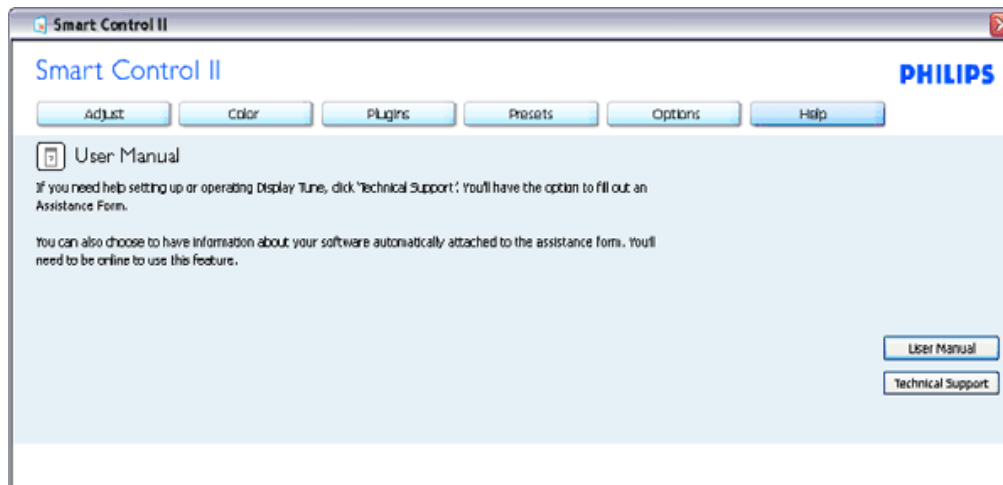 Smart Control II
Smart Control II
PHILIPS
Adjust Color Plugins Presets Options Help
User Manual
If you need help setting up or operating Display Tune, click 'Technical Support'. You'll have the option to fill out an
Assistance Form.
You can also choose to have information about your software automatically attached to the assistance form. You'll
need to be online to use this feature.
User Manual
Technical Support